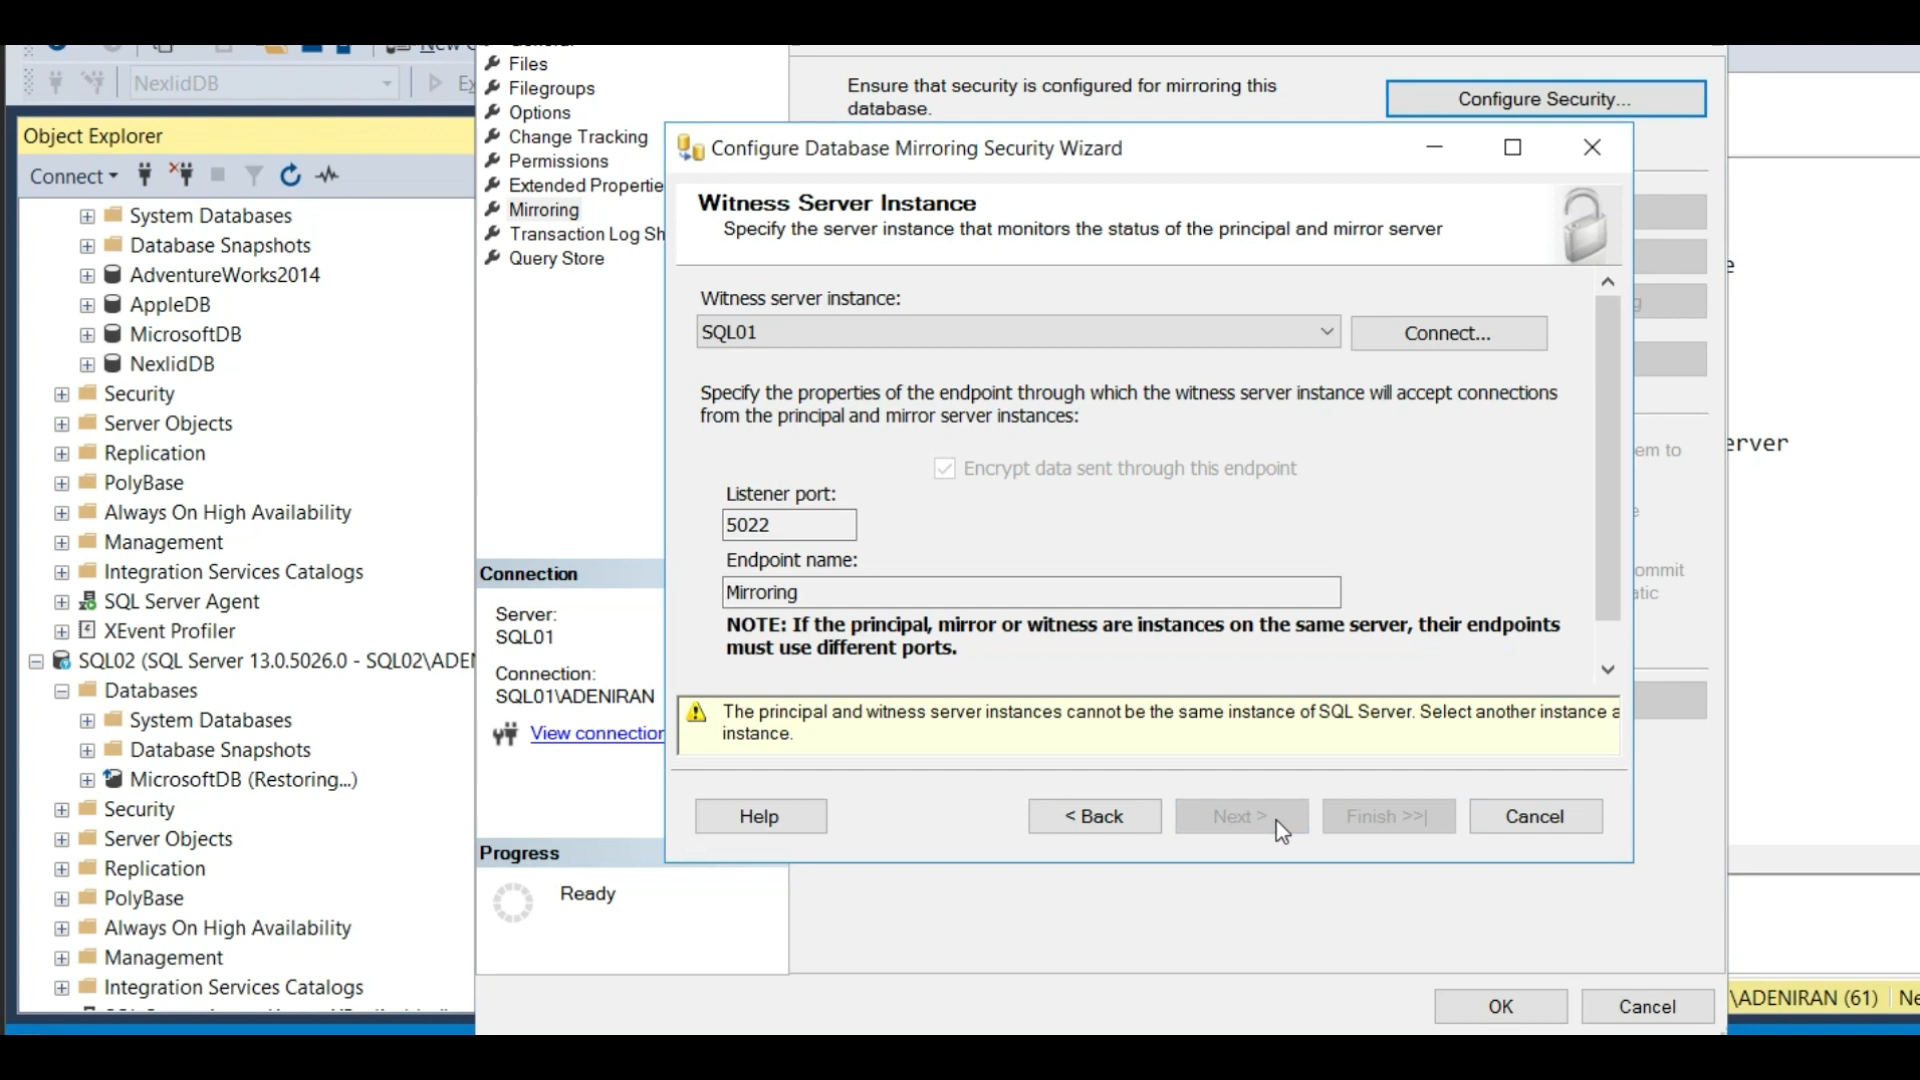 NexlidDB
Object Explorer
Connect
System Databases
Database Snapshots
AdventureWorks2014
AppleDB
MicrosoftDB
NexlidDB
Security
Server Objects
Replication
PolyBase
Always On High Availability
Management
Integration Services Catalogs
SQL Server Agent
XEvent Profiler
SQL02 (SQL Server 13.0.5026.0 - SQL02\ADENI
Databases
System Databases
Database Snapshots
MicrosoftDB (Restoring...)
Security
Server Objects
Replication
PolyBase
Always On High Availability
Management
Integration Services Catalogs
Files
Filegroups
Options
Change Tracking
Permissions
Extended Propertie
Mirroring
Transaction Log Sh
Query Store
Connection
Server:
SQL01
Connection:
SQL01\ADENIRAN
View connection
Progress
Ready
Ensure that security is configured for mirroring this
database.
Configure Security...
Configure Database Mirroring Security Wizard
Witness Server Instance
Specify the server instance that monitors the status of the principal and mirror server
Witness server instance:
SQL01
Connect...
Specify the properties of the endpoint through which the witness server instance will accept connections
from the principal and mirror server instances:
Encrypt data sent through this endpoint
Listener port:
5022
Endpoint name:
Mirroring
NOTE: If the principal, mirror or witness are instances on the same server, their endpoints
must use different ports.
The principal and witness server instances cannot be the same instance of SQL Server. Select another instance a
instance.
Help
< Back
Next >
Finish >>|
Cancel
em to
ommit
atic
erver
OK
Cancel
\ADENIRAN (61)
Ne